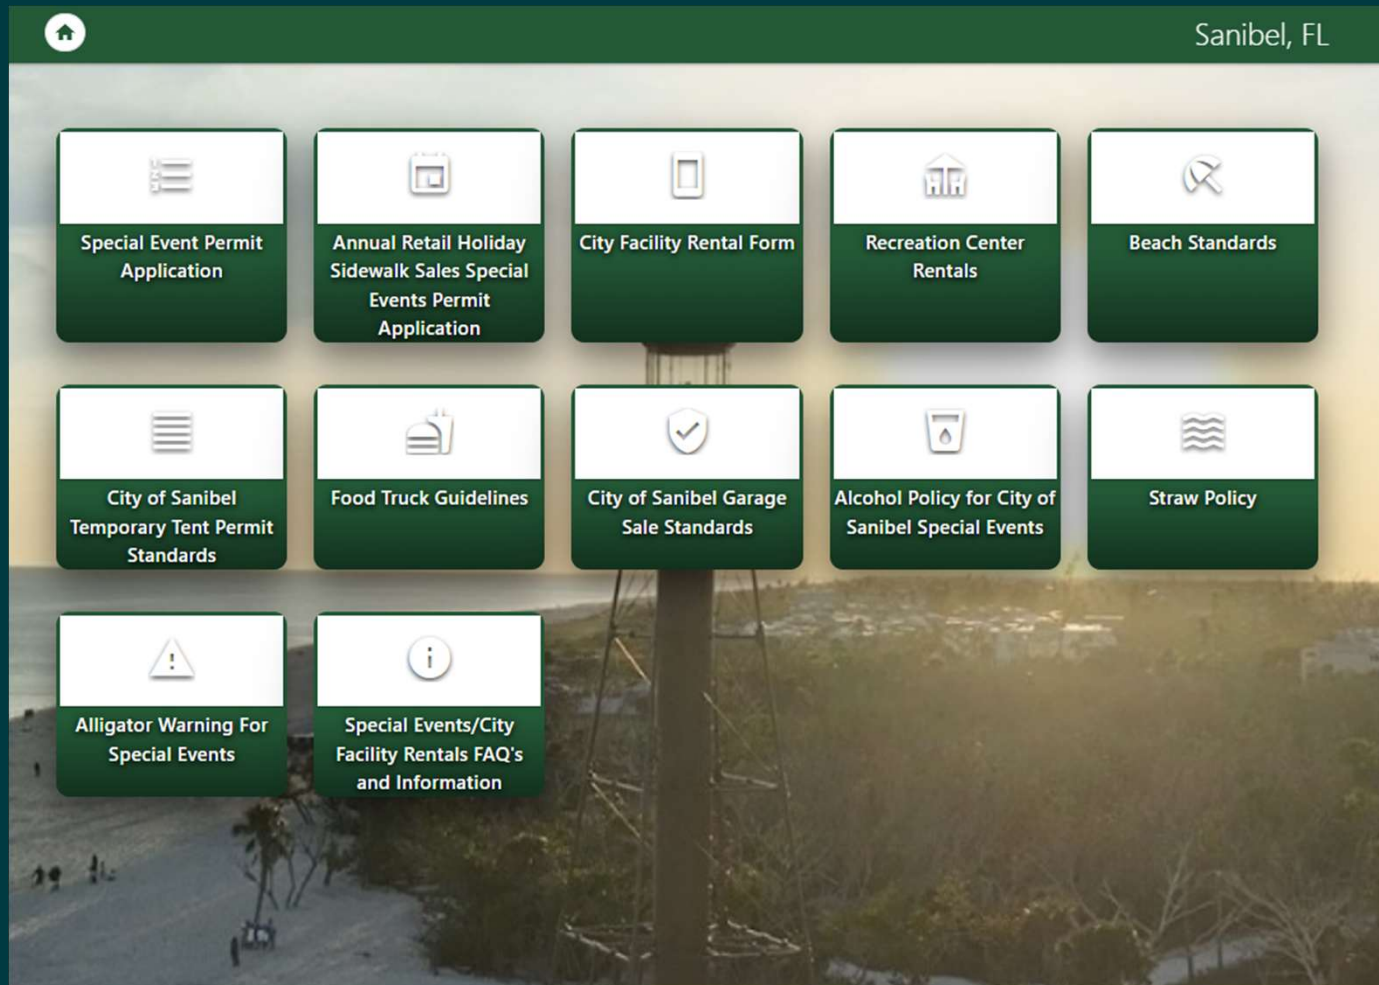 Sanibel, FL
Special Event Permit
Application
Annual Retail Holiday
Sidewalk Sales Special
Events Permit
Application
City Facility Rental Form
Recreation Center
Rentals
Beach Standards
City of Sanibel
Temporary Tent Permit
Standards
Food Truck Guidelines
City of Sanibel Garage
Sale Standards
Alcohol Policy for City of
Sanibel Special Events
Straw Policy
Alligator Warning For
Special Events
Special Events/City
Facility Rentals FAQ's
and Information